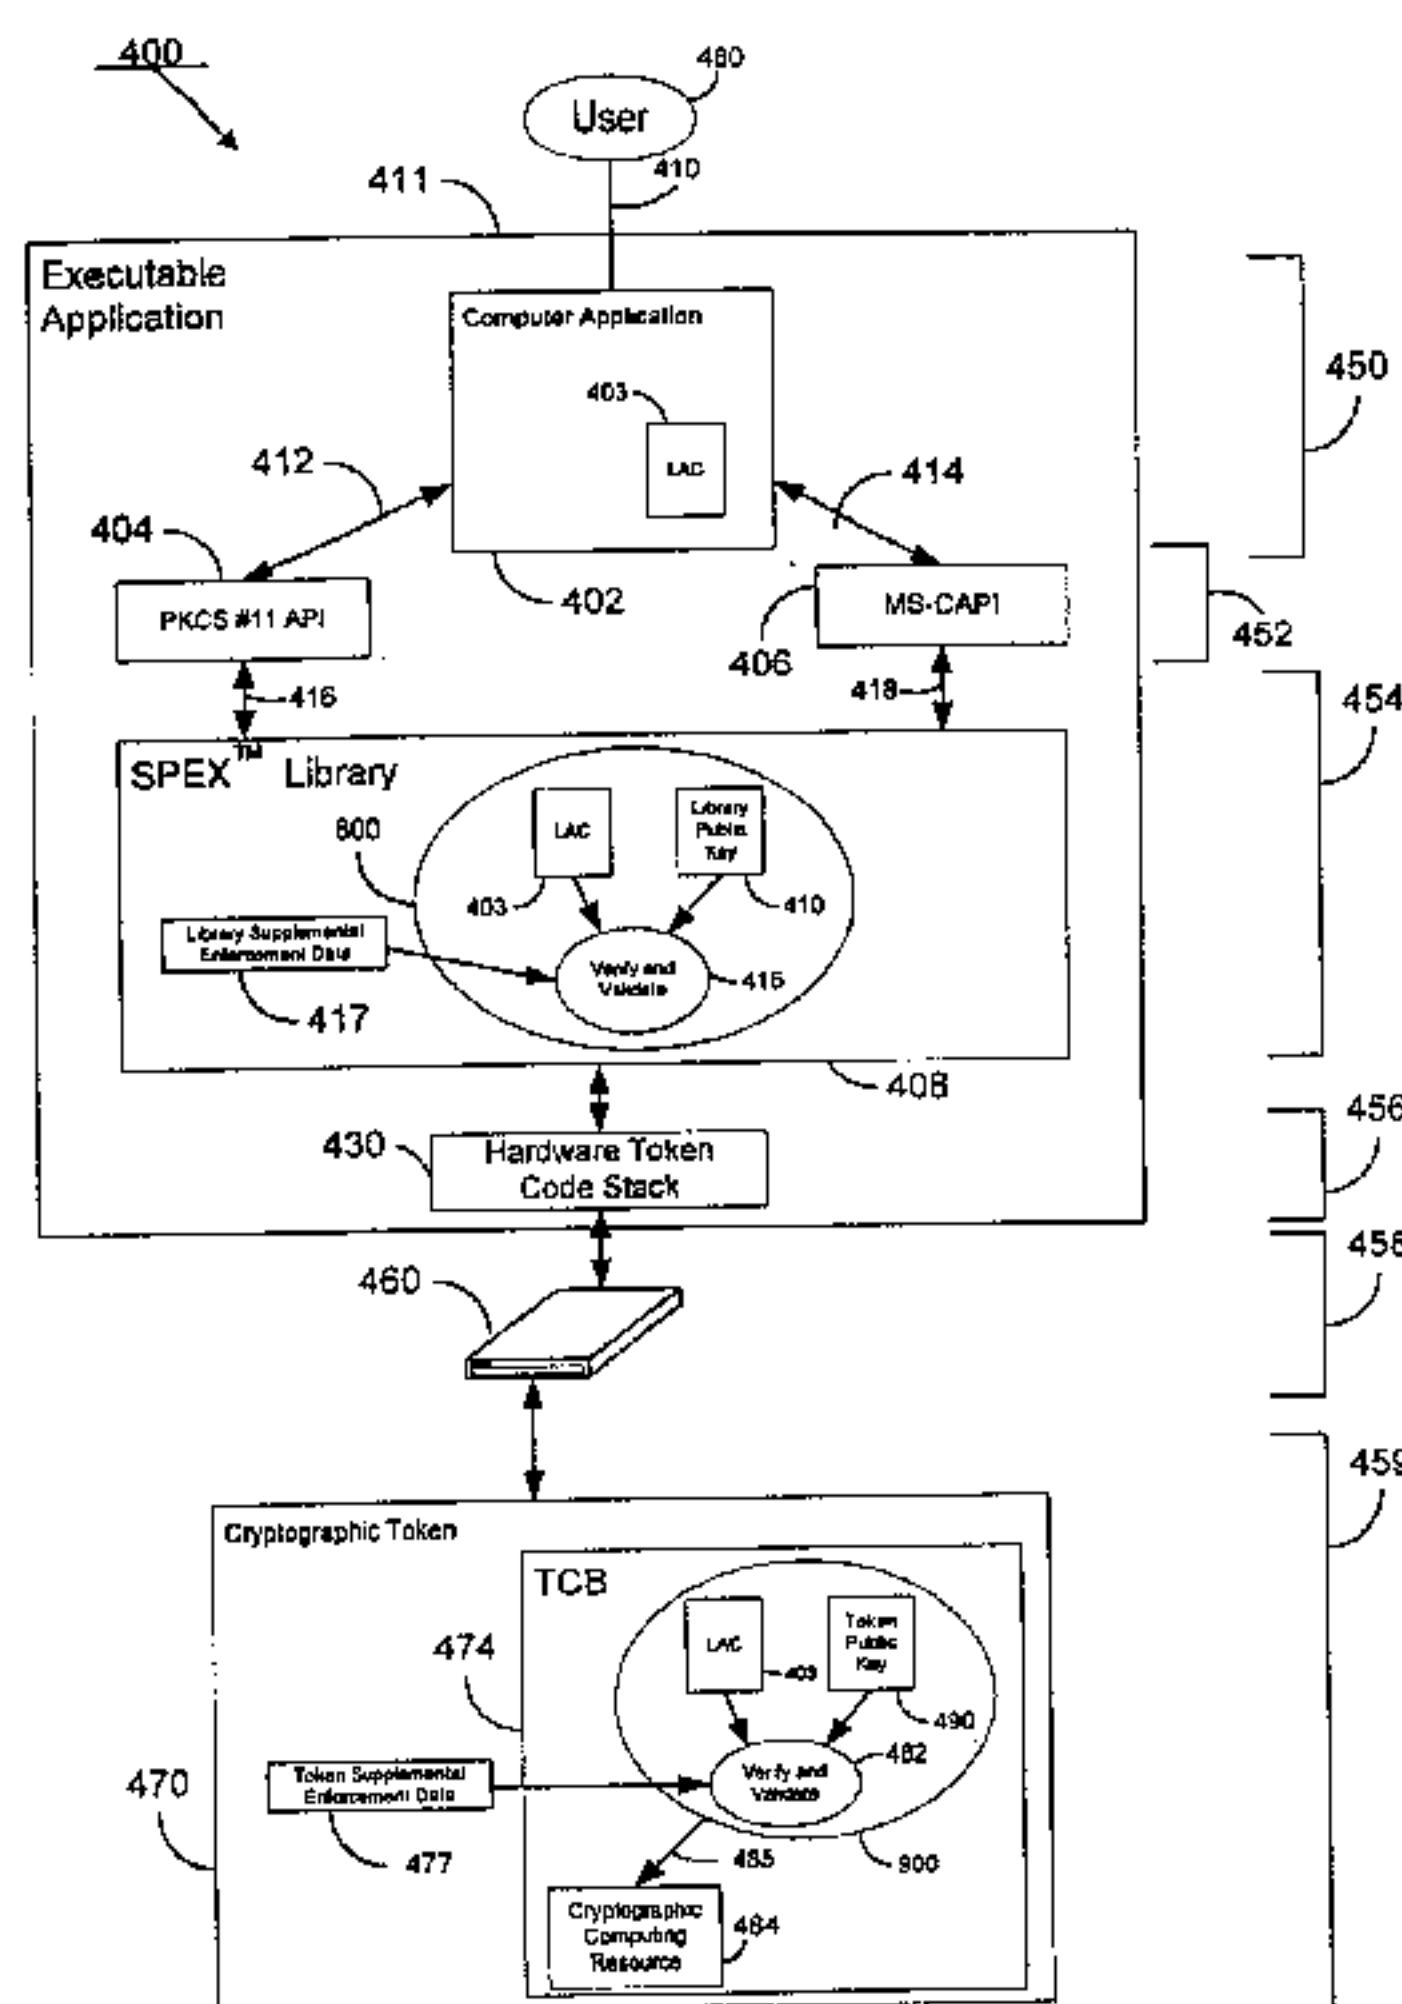 400
480
User
410
411
Executable
Application
Computer Application
450
403
LAC
412
414
404
402
PKCS #11 API
MS-CAPI
452
406
416
418
454
SPEX™ Library
LAC
Library
Public
Key
800
403
410
Library Supplemental
Enforcement Data
Verify and
Validate
415
417
408
456
430
Hardware Token
Code Stack
458
460
459
Cryptographic Token
TCB
LAC
Token
Public
Key
474
403
490
482
Token Supplemental
Enforcement Data
Verify and
Validate
470
477
485
900
Cryptographic
Computing
Resource
484